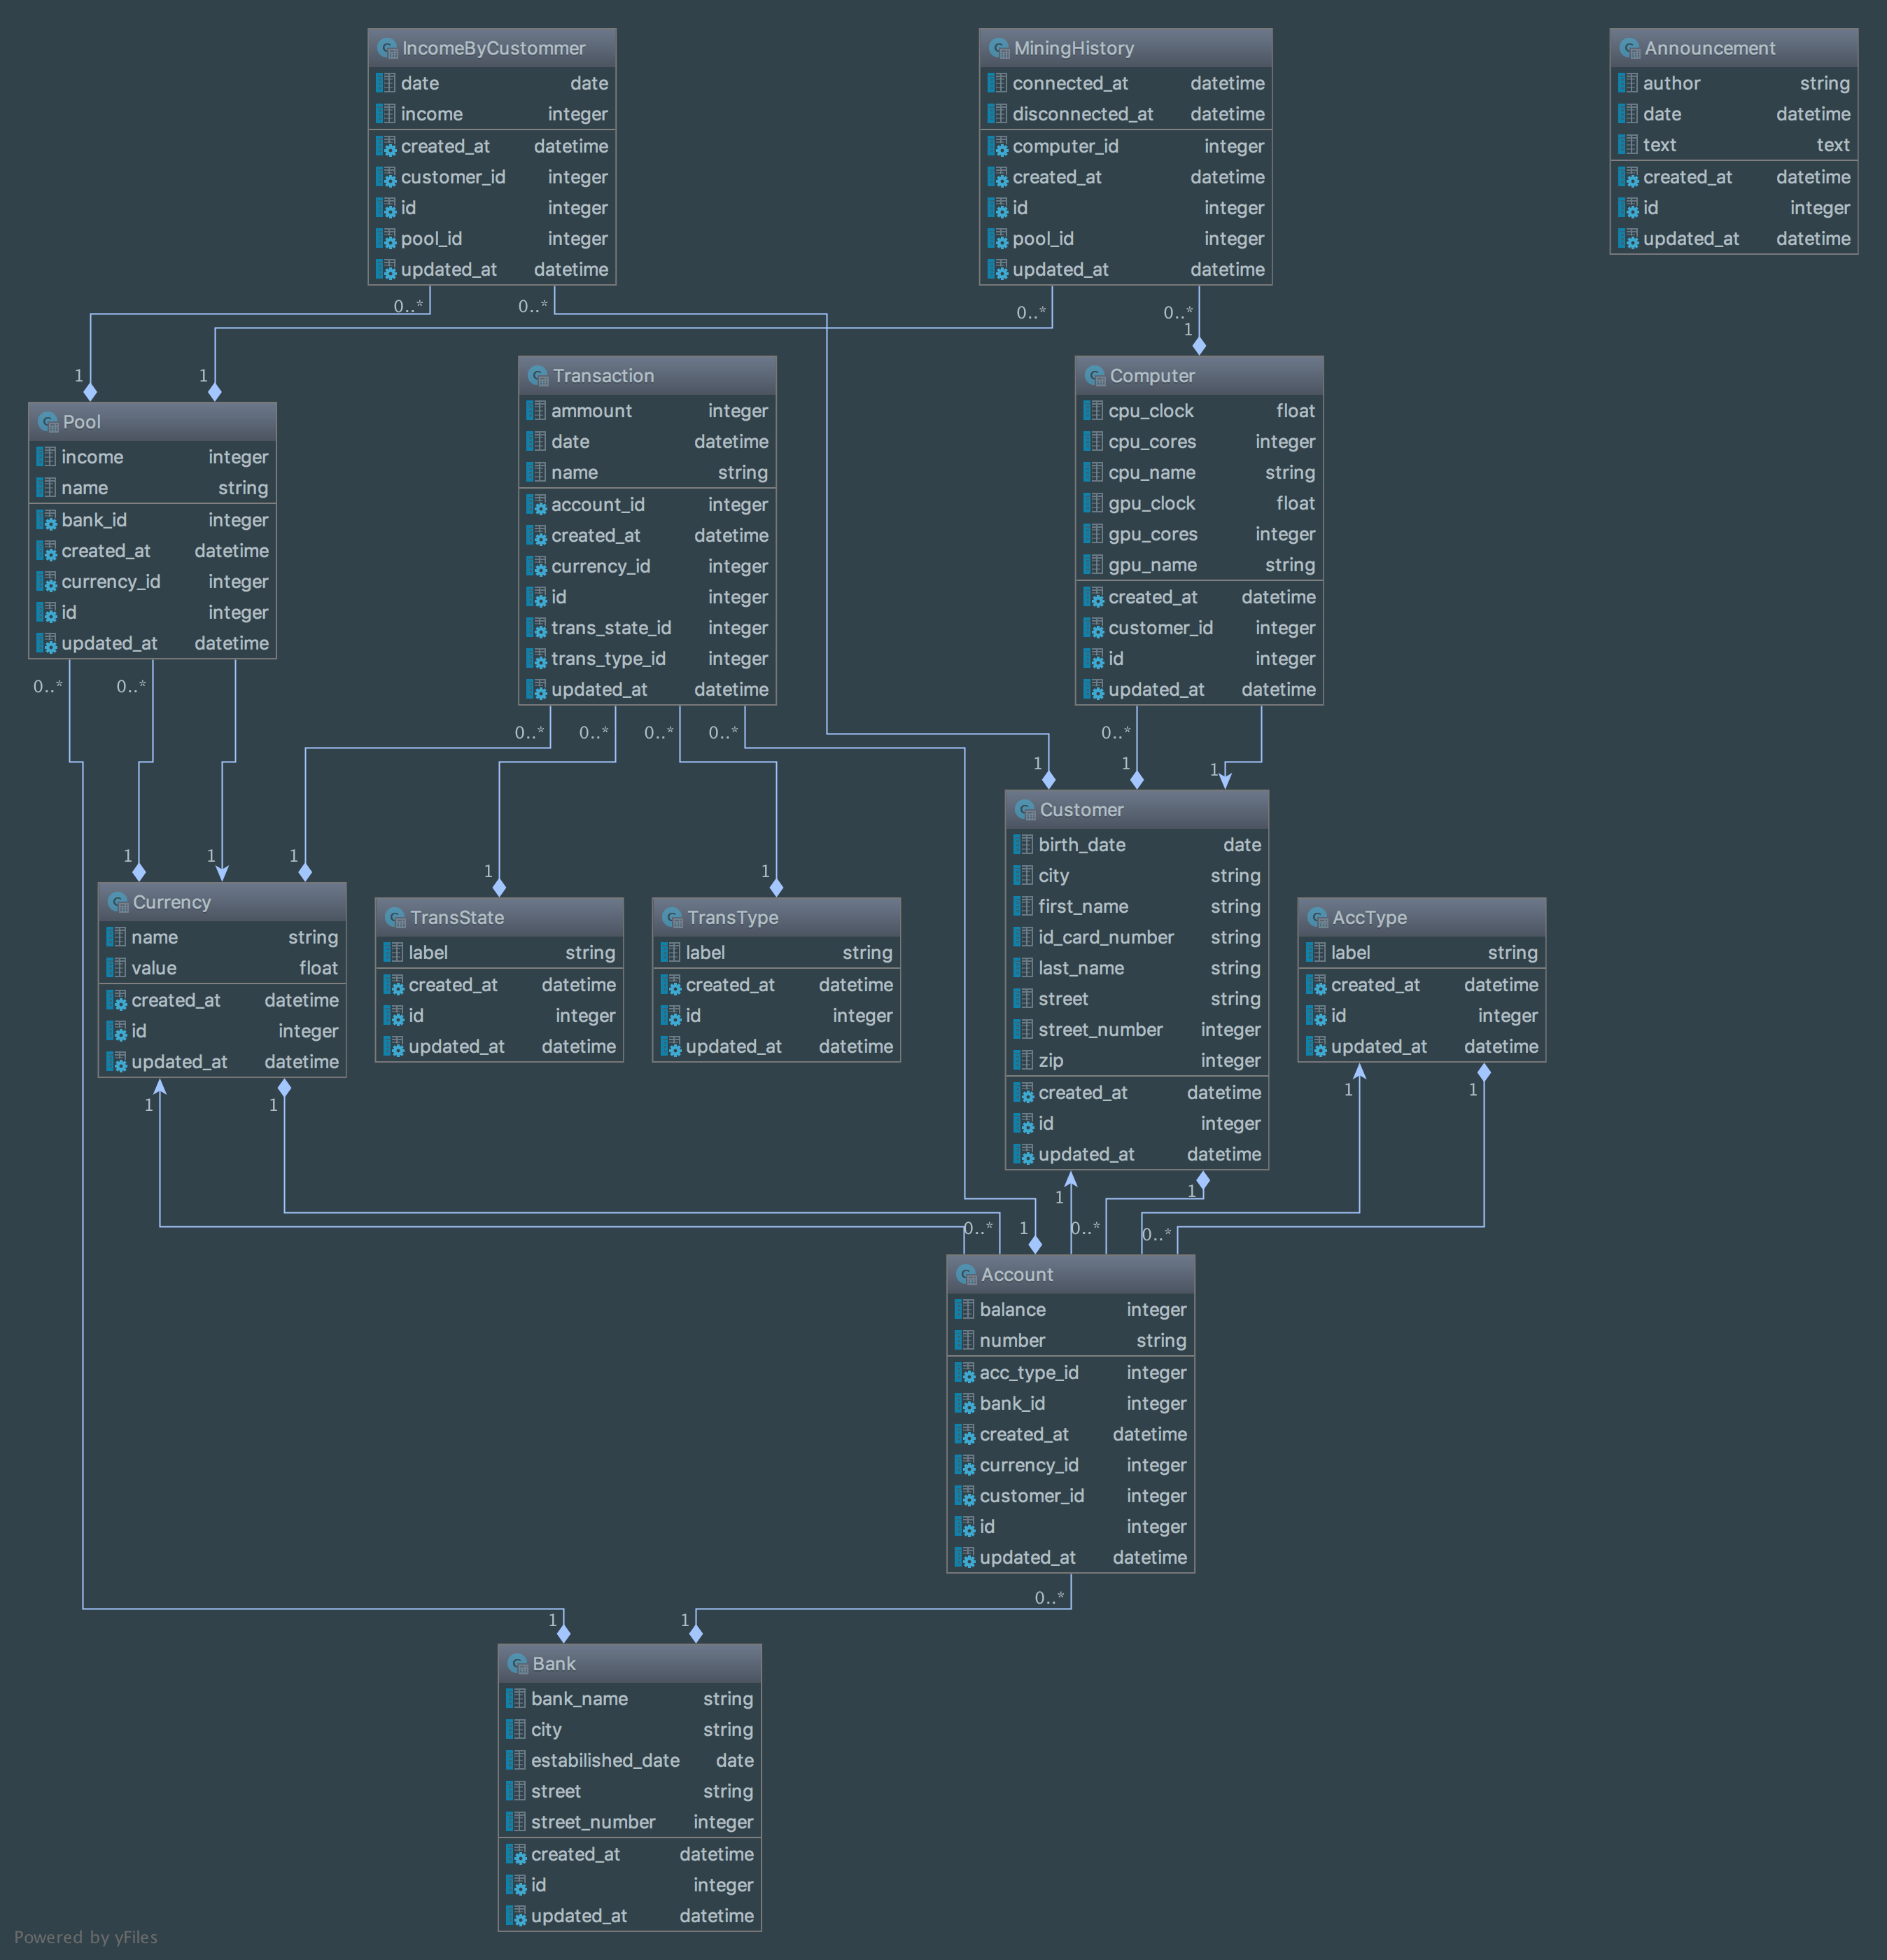 IncomeByCustommer
date date
income integer
created_at datetime
customer_id integer
id integer
pool_id integer
updated_at datetime
MiningHistory
connected_at datetime
disconnected_at datetime
computer_id integer
created_at datetime
id integer
pool_id integer
updated_at datetime
Announcement
author string
date datetime
text text
created_at datetime
id integer
updated_at datetime
0..* 0..* 0..* 0..*
1
1 1
Pool
income integer
name string
bank_id integer
created_at datetime
currency_id integer
id integer
updated_at datetime
Transaction
ammount integer
date datetime
name string
account_id integer
created_at datetime
currency_id integer
id integer
trans_state_id integer
trans_type_id integer
updated_at datetime
Computer
cpu_clock float
cpu_cores integer
cpu_name string
gpu_clock float
gpu_cores integer
gpu_name string
created_at datetime
customer_id integer
id integer
updated_at datetime
0..* 0..*
0..* 0..* 0..* 0..* 0..*
1 1 1
1 1 1 1 1
Currency
name string
value float
created_at datetime
id integer
updated_at datetime
TransState
label string
created_at datetime
id integer
updated_at datetime
TransType
label string
created_at datetime
id integer
updated_at datetime
Customer
birth_date date
city string
first_name string
id_card_number string
last_name string
street string
street_number integer
zip integer
created_at datetime
id integer
updated_at datetime
AccType
label string
created_at datetime
id integer
updated_at datetime
1 1 1 1
1 1
0..* 1 0..* 0..*
Account
balance integer
number string
acc_type_id integer
bank_id integer
created_at datetime
currency_id integer
customer_id integer
id integer
updated_at datetime
0..*
1 1
Bank
bank_name string
city string
estabilished_date date
street string
street_number integer
created_at datetime
id integer
updated_at datetime
Powered by yFiles